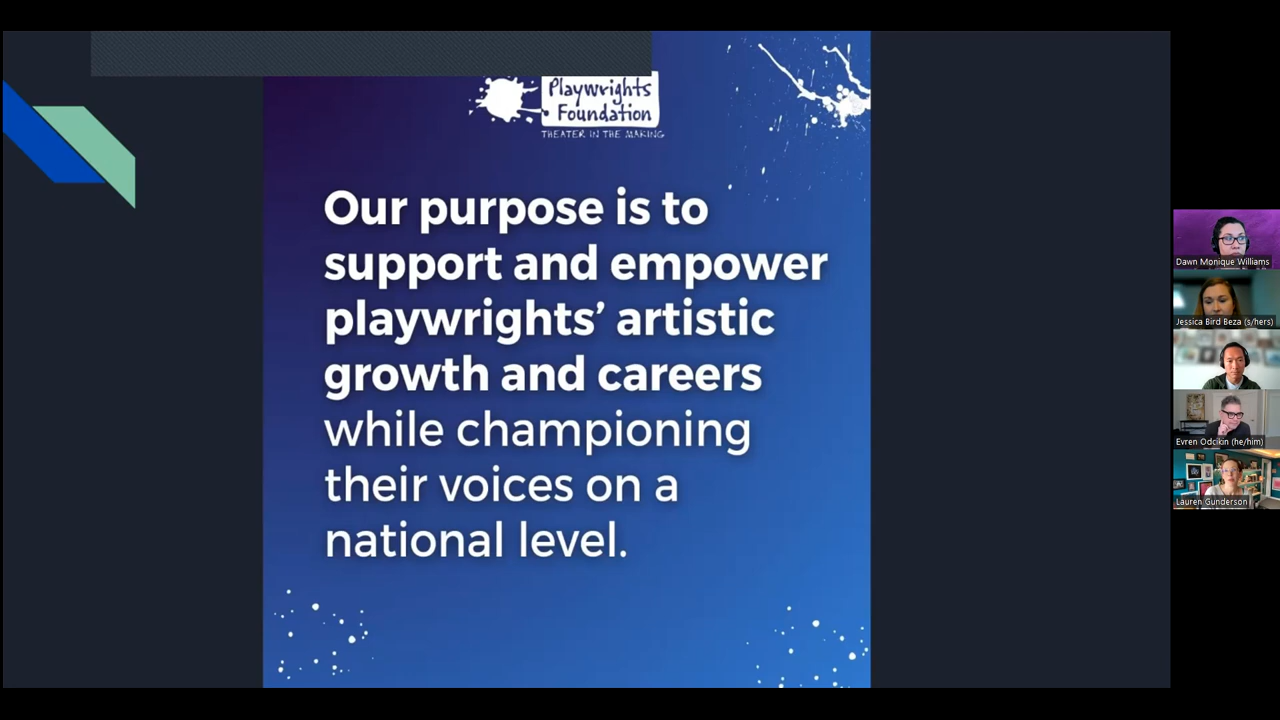 Playwrights
Foundation
THEATER IN THE MAKING
Our purpose is to
support and empower
playwrights’ artistic
growth and careers
while championing
their voices on a
national level.
Dawn Monique Williams
Jessica Bird Beza (s/hers)
Evren Odcikin (he/him)
Lauren Gunderson